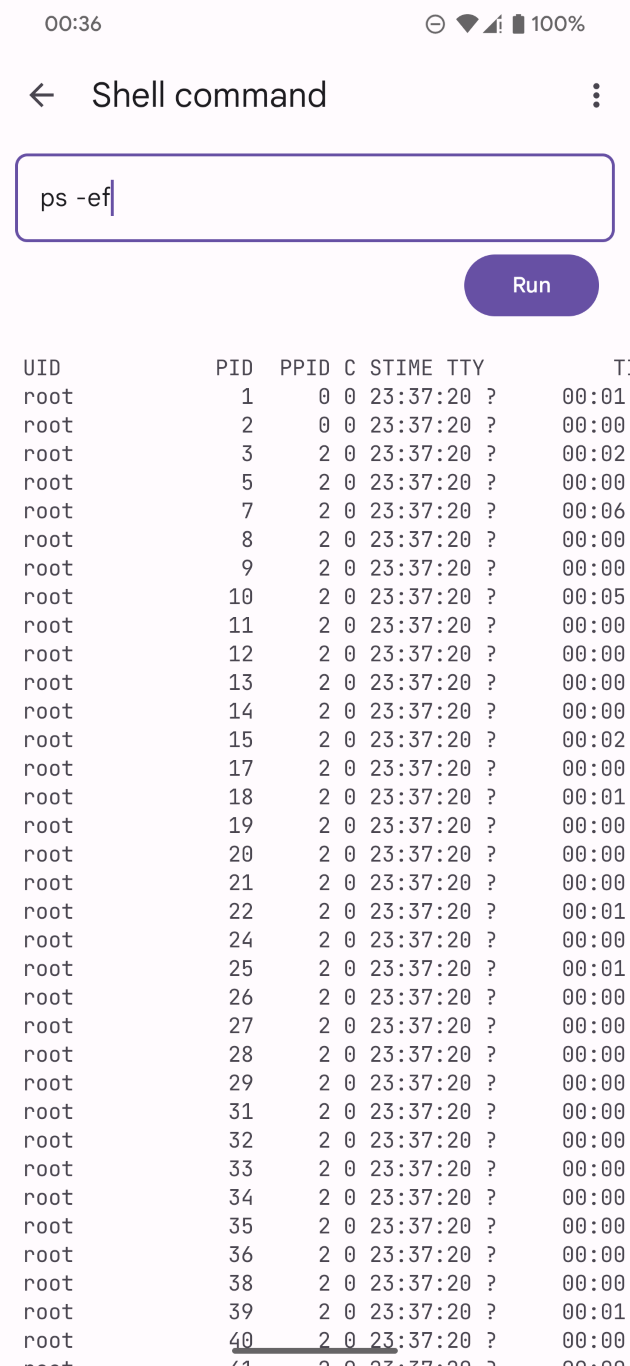 00:36 100%
Shell command
ps -ef
Run
UID PID PPID C STIME TTY
root 1 0 0 23:37:20 ? 00:01
root 2 0 0 23:37:20 ? 00:00
root 3 2 0 23:37:20 ? 00:02
root 5 2 0 23:37:20 ? 00:00
root 7 2 0 23:37:20 ? 00:06
root 8 2 0 23:37:20 ? 00:00
root 9 2 0 23:37:20 ? 00:00
root 10 2 0 23:37:20 ? 00:05
root 11 2 0 23:37:20 ? 00:00
root 12 2 0 23:37:20 ? 00:00
root 13 2 0 23:37:20 ? 00:00
root 14 2 0 23:37:20 ? 00:00
root 15 2 0 23:37:20 ? 00:02
root 17 2 0 23:37:20 ? 00:00
root 18 2 0 23:37:20 ? 00:01
root 19 2 0 23:37:20 ? 00:00
root 20 2 0 23:37:20 ? 00:00
root 21 2 0 23:37:20 ? 00:00
root 22 2 0 23:37:20 ? 00:01
root 24 2 0 23:37:20 ? 00:00
root 25 2 0 23:37:20 ? 00:01
root 26 2 0 23:37:20 ? 00:00
root 27 2 0 23:37:20 ? 00:00
root 28 2 0 23:37:20 ? 00:00
root 29 2 0 23:37:20 ? 00:00
root 31 2 0 23:37:20 ? 00:00
root 32 2 0 23:37:20 ? 00:00
root 33 2 0 23:37:20 ? 00:00
root 34 2 0 23:37:20 ? 00:00
root 35 2 0 23:37:20 ? 00:00
root 36 2 0 23:37:20 ? 00:00
root 38 2 0 23:37:20 ? 00:00
root 39 2 0 23:37:20 ? 00:01
root 40 2 0 23:37:20 ? 00:00